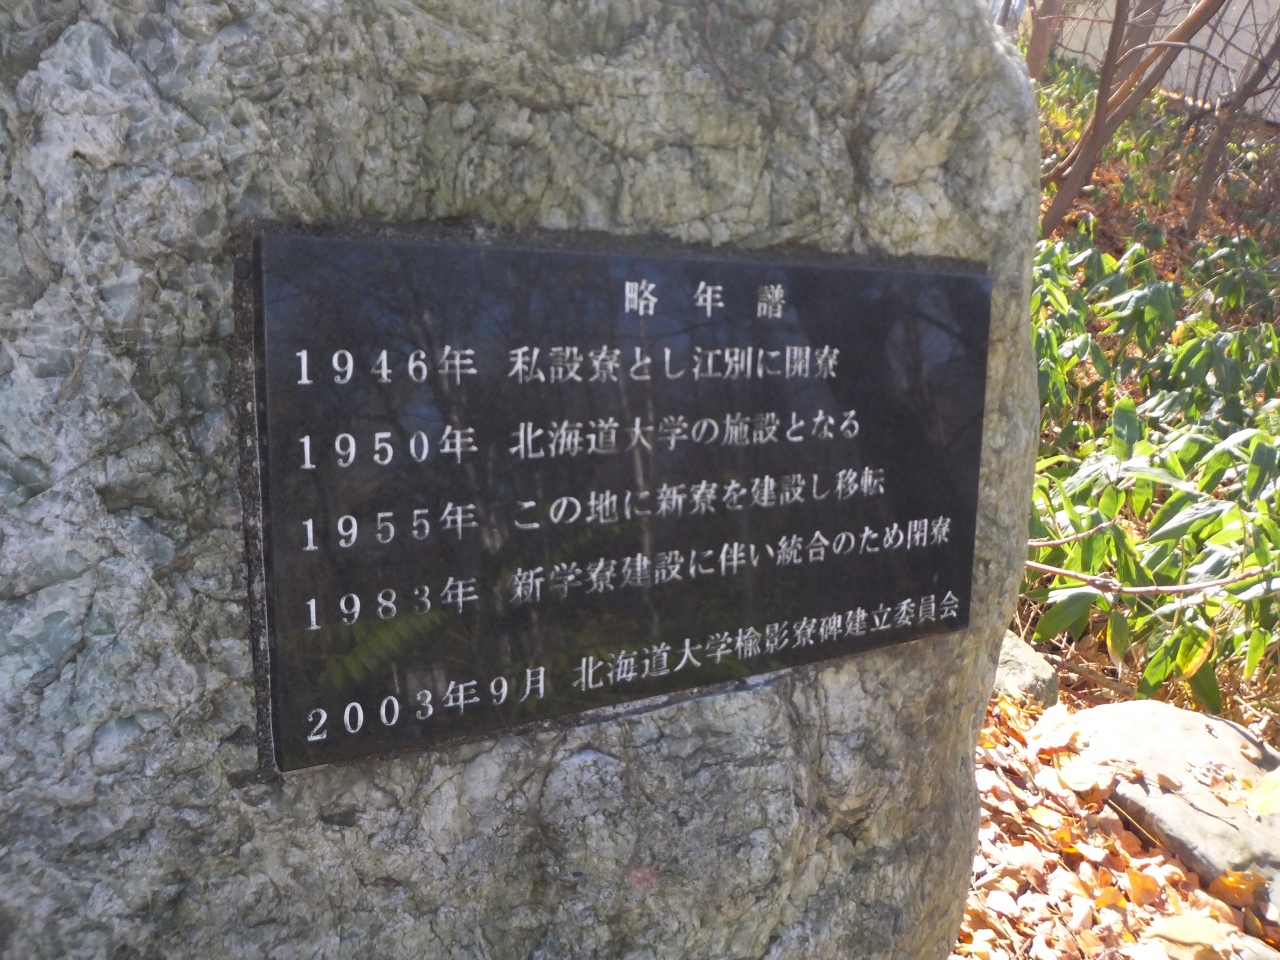 略年譜
1946年 私設寮とし江別に開寮
1950年 北海道大学の施設となる
1955年 この地に新寮を建設し移転
1983年 新学寮建設に伴い統合のため閉寮
2003年9月 北海道大学楡影寮碑建立委員会